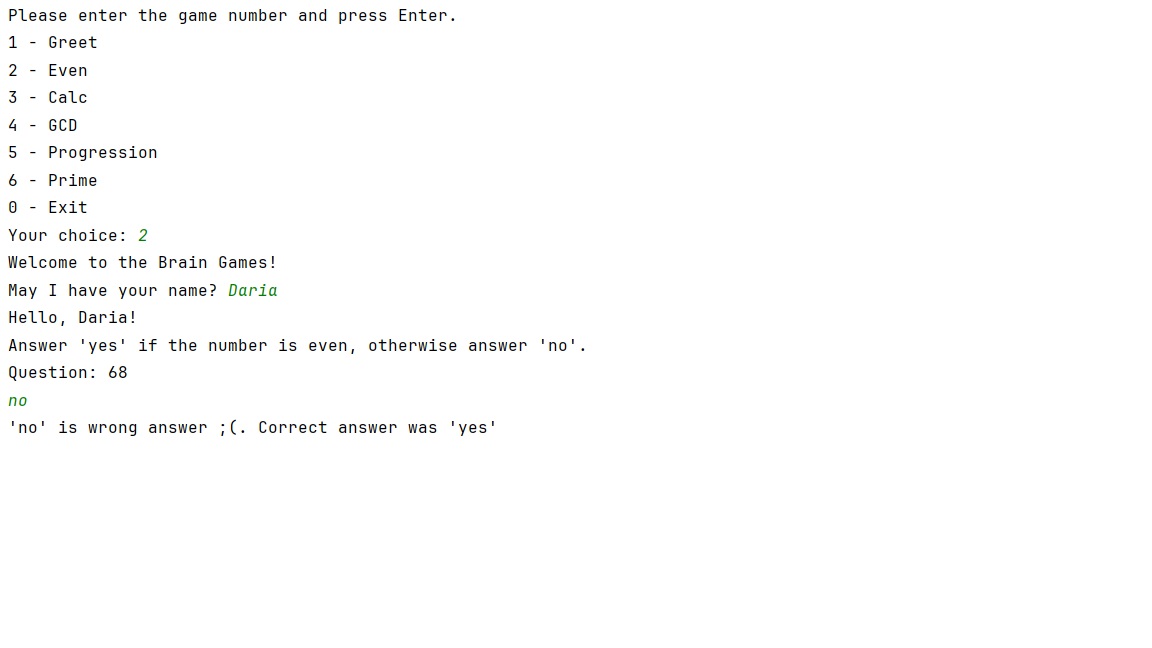 Please enter the game number and press Enter.
1 - Greet
2 - Even
3 - Calc
4 - GCD
5 - Progression
6 - Prime
0 - Exit
Your choice: 2
Welcome to the Brain Games!
May I have your name? Daria
Hello, Daria!
Answer 'yes' if the number is even, otherwise answer 'no'.
Question: 68
no
'no' is wrong answer ;(. Correct answer was 'yes'